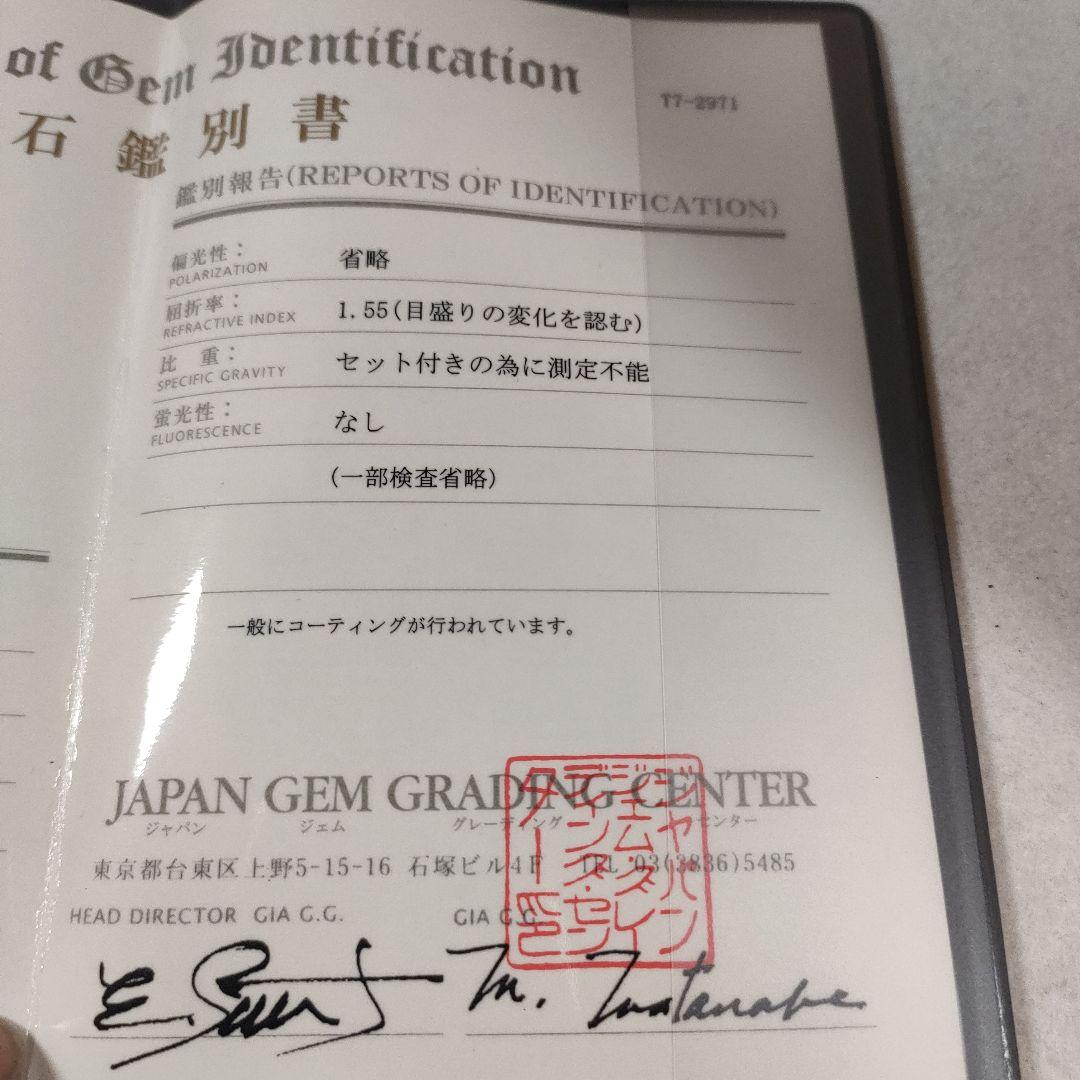 of Gem Identification
T7-2971
石鑑別書
鑑別報告(REPORTS OF IDENTIFICATION)
偏光性: 省略
POLARIZATION
屈折率: 1.55(目盛りの変化を認む)
REFRACTIVE INDEX
比 重: セット付きの為に測定不能
SPECIFIC GRAVITY
蛍光性: なし
FLUORESCENCE
(一部検査省略)
一般にコーティングが行われています。
JAPAN GEM GRADING CENTER
ジャパン ジェム グレーディング センター
東京都台東区上野5-15-16 石塚ビル4F TEL 03(3836)5485
HEAD DIRECTOR GIA G.G. GIA G.G.
M. Watanabe